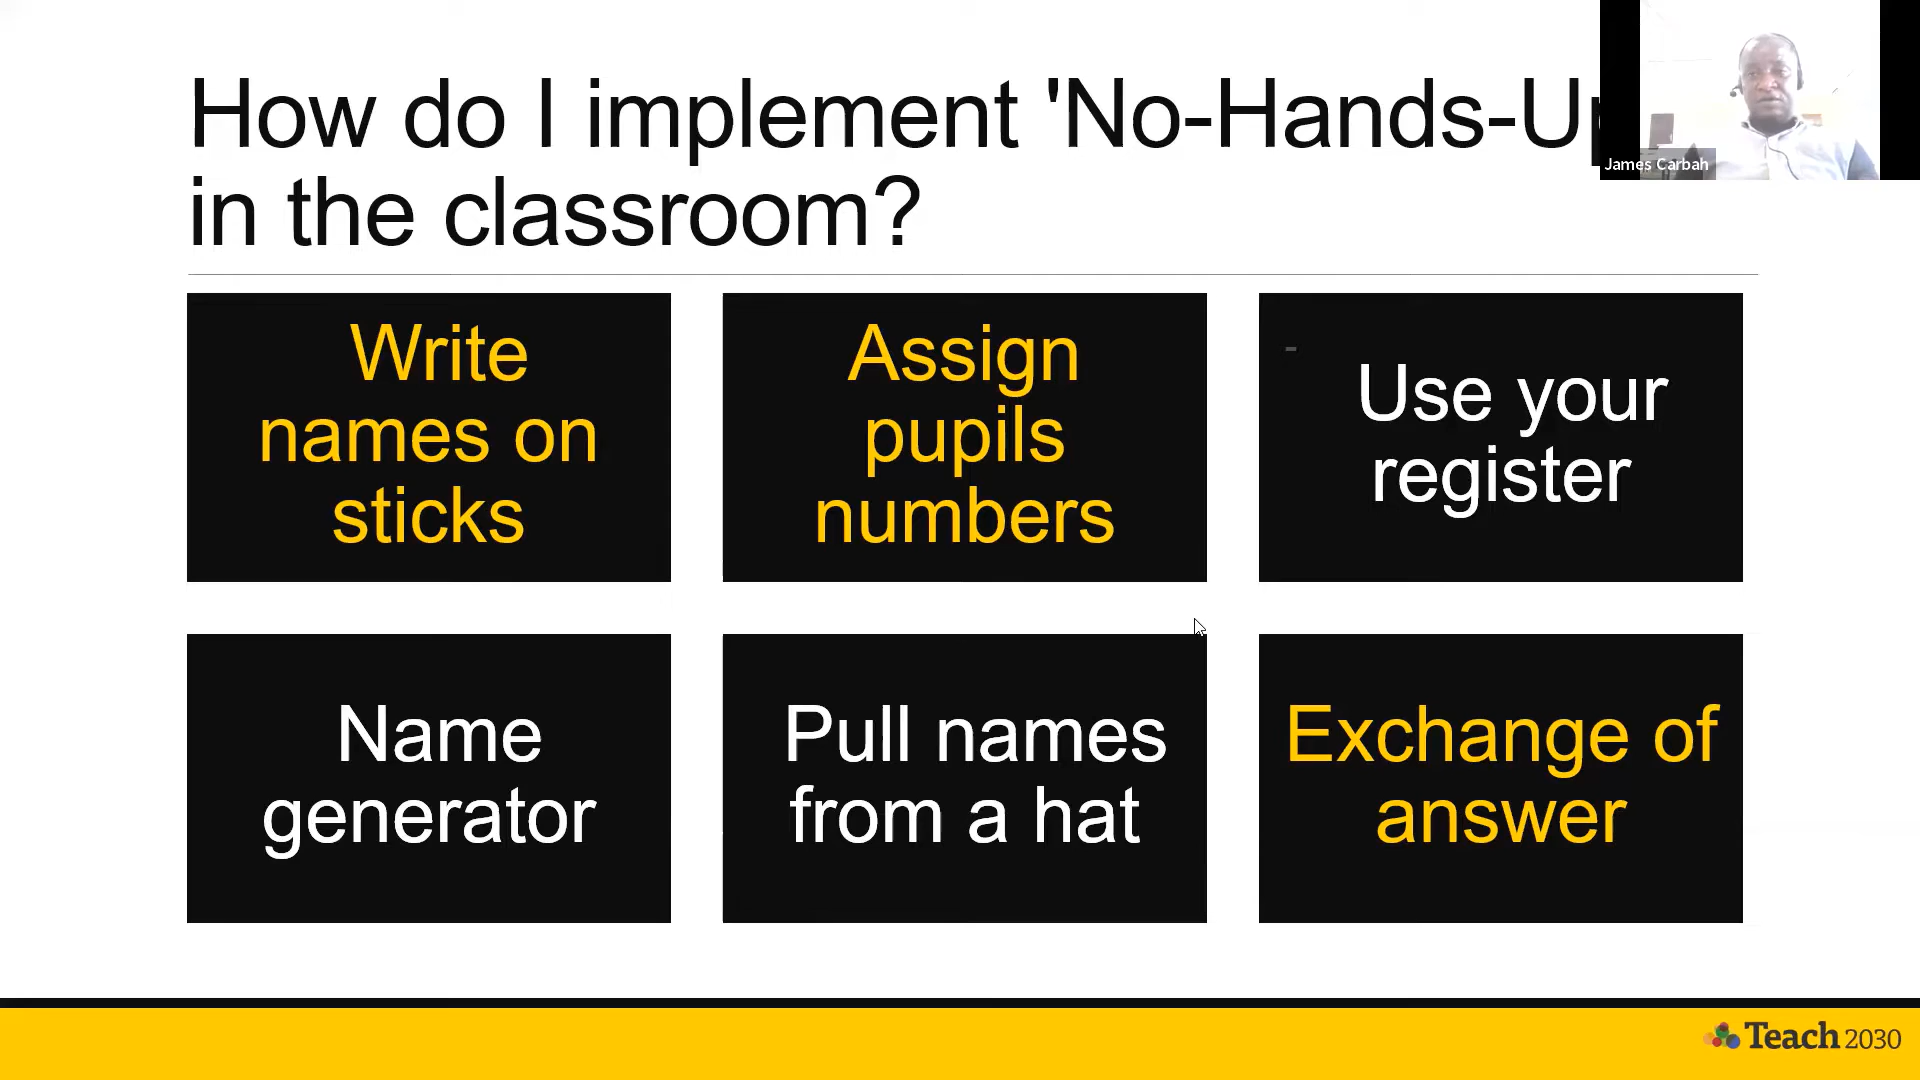 How do I implement 'No-Hands-Up
in the classroom?
James Carbah
Write
names on
sticks
Assign
pupils
numbers
-
Use your
register
Name
generator
Pull names
from a hat
Exchange of
answer
Teach 2030